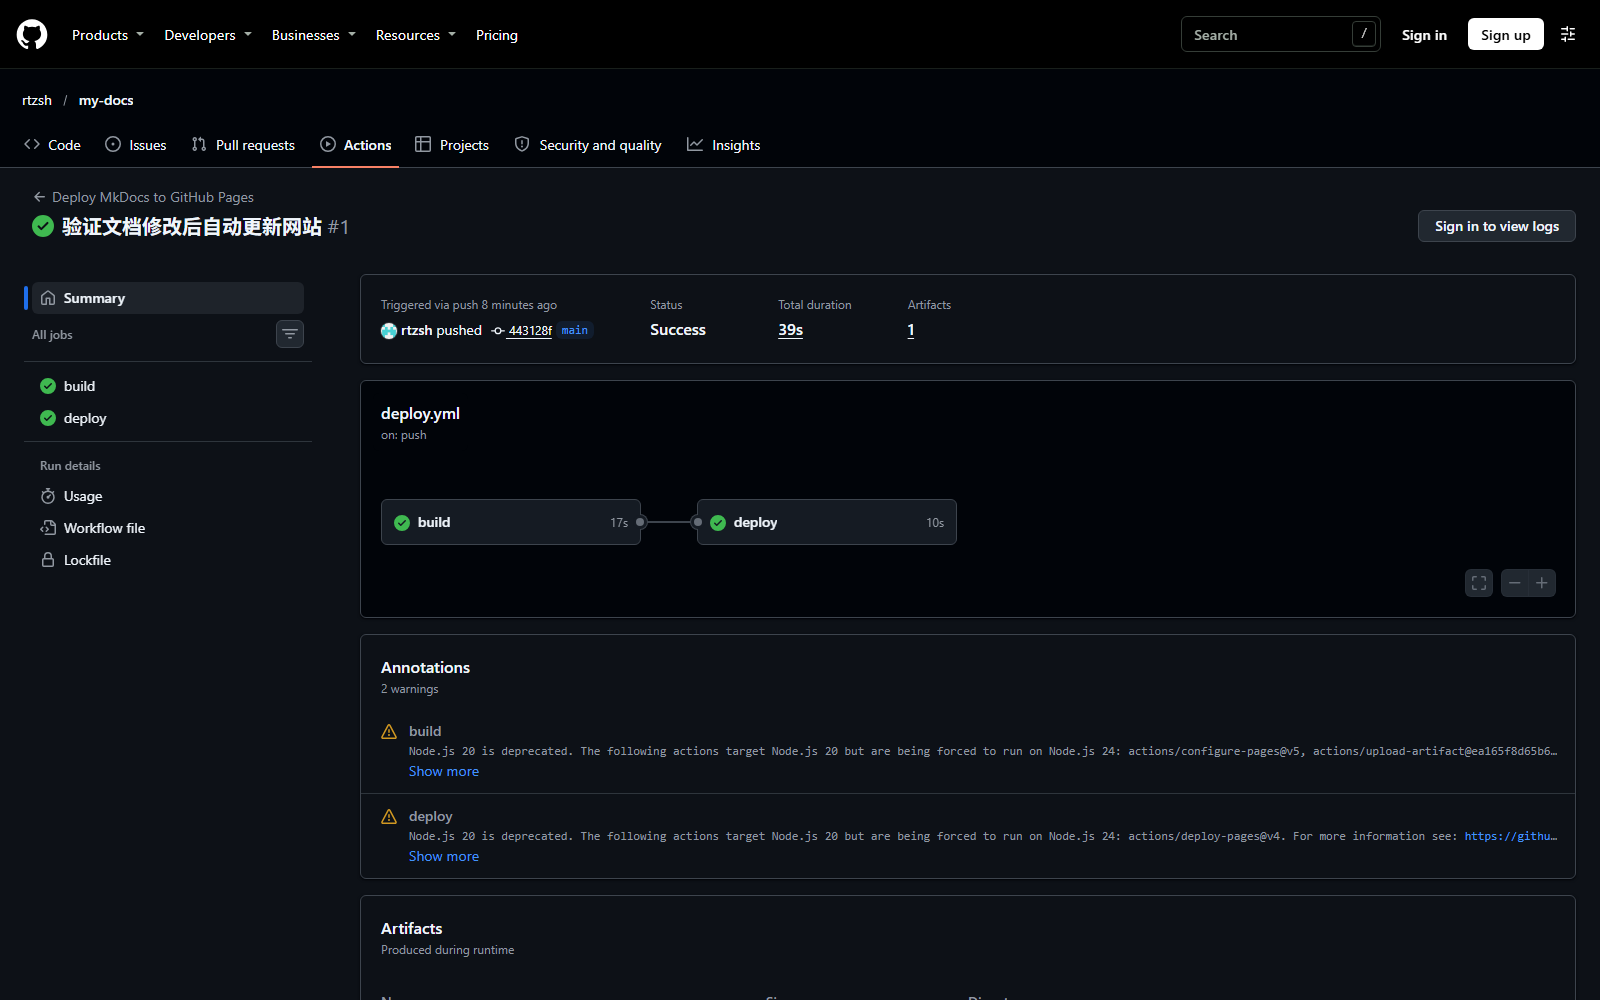 Products Developers Businesses Resources Pricing Search / Sign in Sign up
rtzsh / my-docs
Code Issues Pull requests Actions Projects Security and quality Insights
Deploy MkDocs to GitHub Pages
验证文档修改后自动更新网站 #1
Sign in to view logs
Summary
All jobs
build
deploy
Run details
Usage
Workflow file
Lockfile
Triggered via push 8 minutes ago
rtzsh pushed 443128f main
Status
Success
Total duration
39s
Artifacts
1
deploy.yml
on: push
build 17s
deploy 10s
Annotations
2 warnings
build
Node.js 20 is deprecated. The following actions target Node.js 20 but are being forced to run on Node.js 24: actions/configure-pages@v5, actions/upload-artifact@ea165f8d65b6…
Show more
deploy
Node.js 20 is deprecated. The following actions target Node.js 20 but are being forced to run on Node.js 24: actions/deploy-pages@v4. For more information see: https://githu…
Show more
Artifacts
Produced during runtime